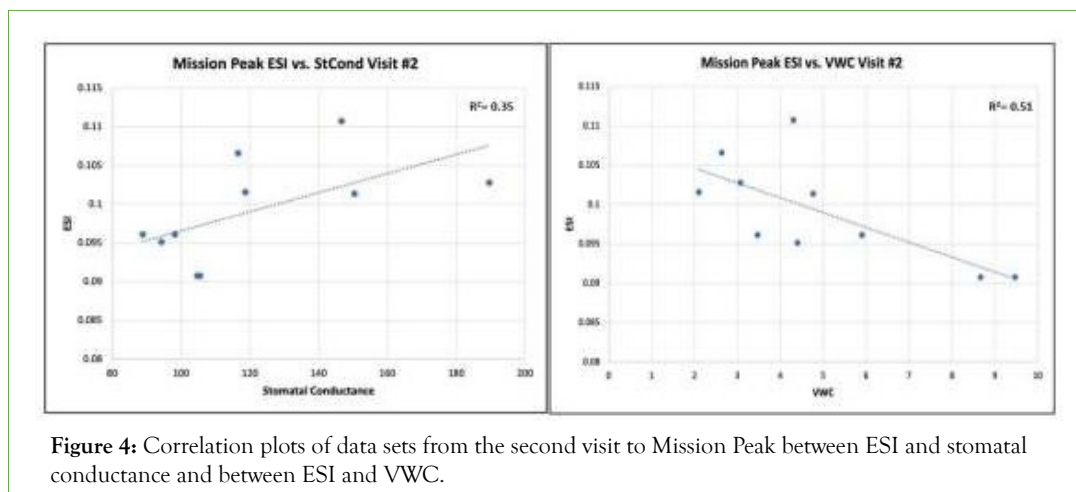 Mission Peak ESI vs. StCond Visit #2
R²= 0.35
ESI
0.115
0.11
0.105
0.1
0.095
0.09
0.085
0.08
80 100 120 140 160 180 200
Stomatal Conductance
Mission Peak ESI vs. VWC Visit #2
R²= 0.51
ESI
0.115
0.11
0.105
0.1
0.095
0.09
0.085
0.08
0 1 2 3 4 5 6 7 8 9 10
VWC
Figure 4: Correlation plots of data sets from the second visit to Mission Peak between ESI and stomatal
conductance and between ESI and VWC.